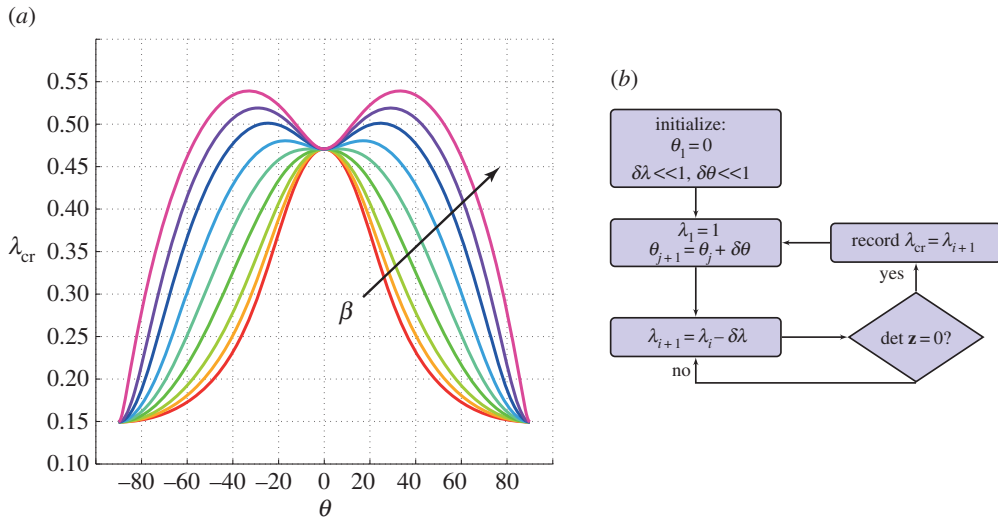 (a)
0.55
0.50
0.45
0.40
λcr
0.35
0.30
0.25
0.20
0.15
0.10
β
–80 –60 –40 –20 0 20 40 60 80
θ
(b)
initialize:
θ1 = 0
δλ<<1, δθ<<1
λ1 = 1
θj+1 = θj + δθ
record λcr = λi+1
yes
λi+1 = λi – δλ
det z = 0?
no